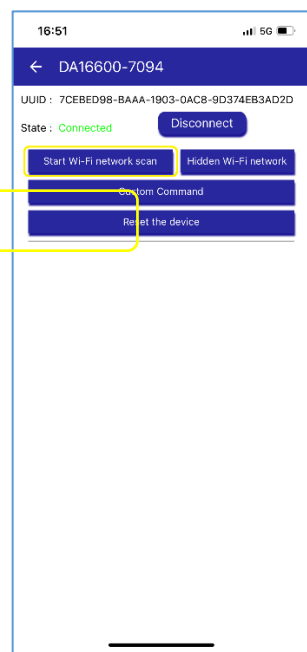 16:51 5G
← DA16600-7094
UUID : 7CEBED98-BAAA-1903-0AC8-9D374EB3AD2D
State : Connected Disconnect
Start Wi-Fi network scan Hidden Wi-Fi network
Custom Command
Reset the device